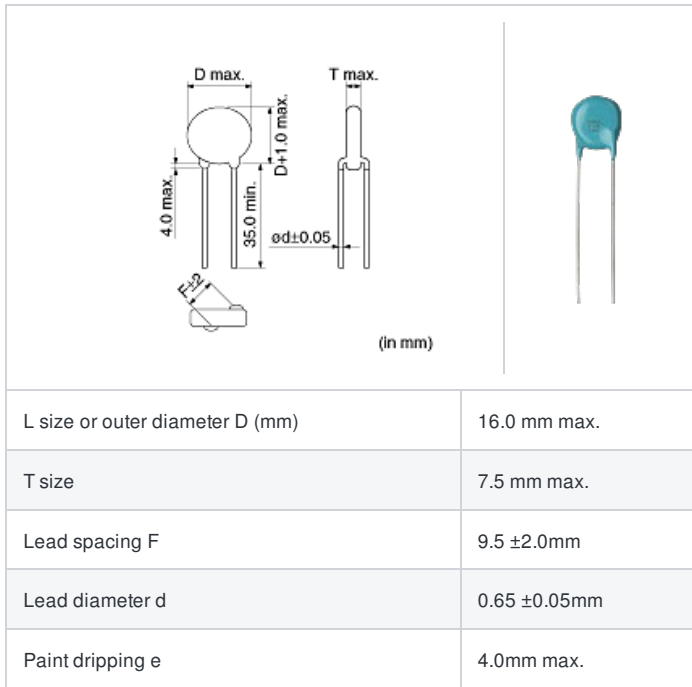 D max.
T max.
D+1.0 max.
4.0 max.
35.0 min.
ød±0.05
F±2
(in mm)
L size or outer diameter D (mm)
16.0 mm max.
T size
7.5 mm max.
Lead spacing F
9.5 ±2.0mm
Lead diameter d
0.65 ±0.05mm
Paint dripping e
4.0mm max.